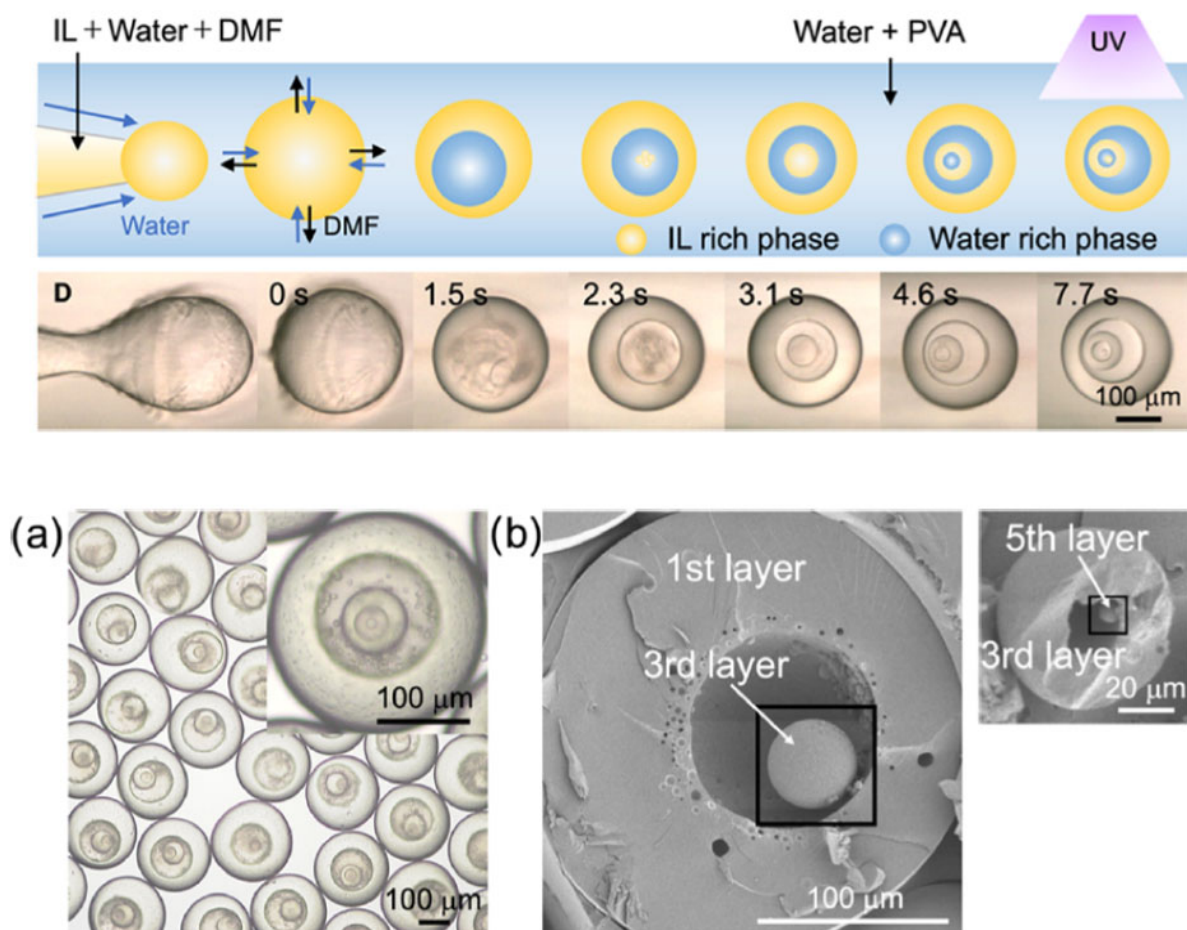 IL + Water + DMF
Water + PVA
UV
Water
DMF
IL rich phase
Water rich phase
D
0 s
1.5 s
2.3 s
3.1 s
4.6 s
7.7 s
100 μm
(a)
100 μm
100 μm
(b)
1st layer
3rd layer
100 μm
5th layer
3rd layer
20 μm